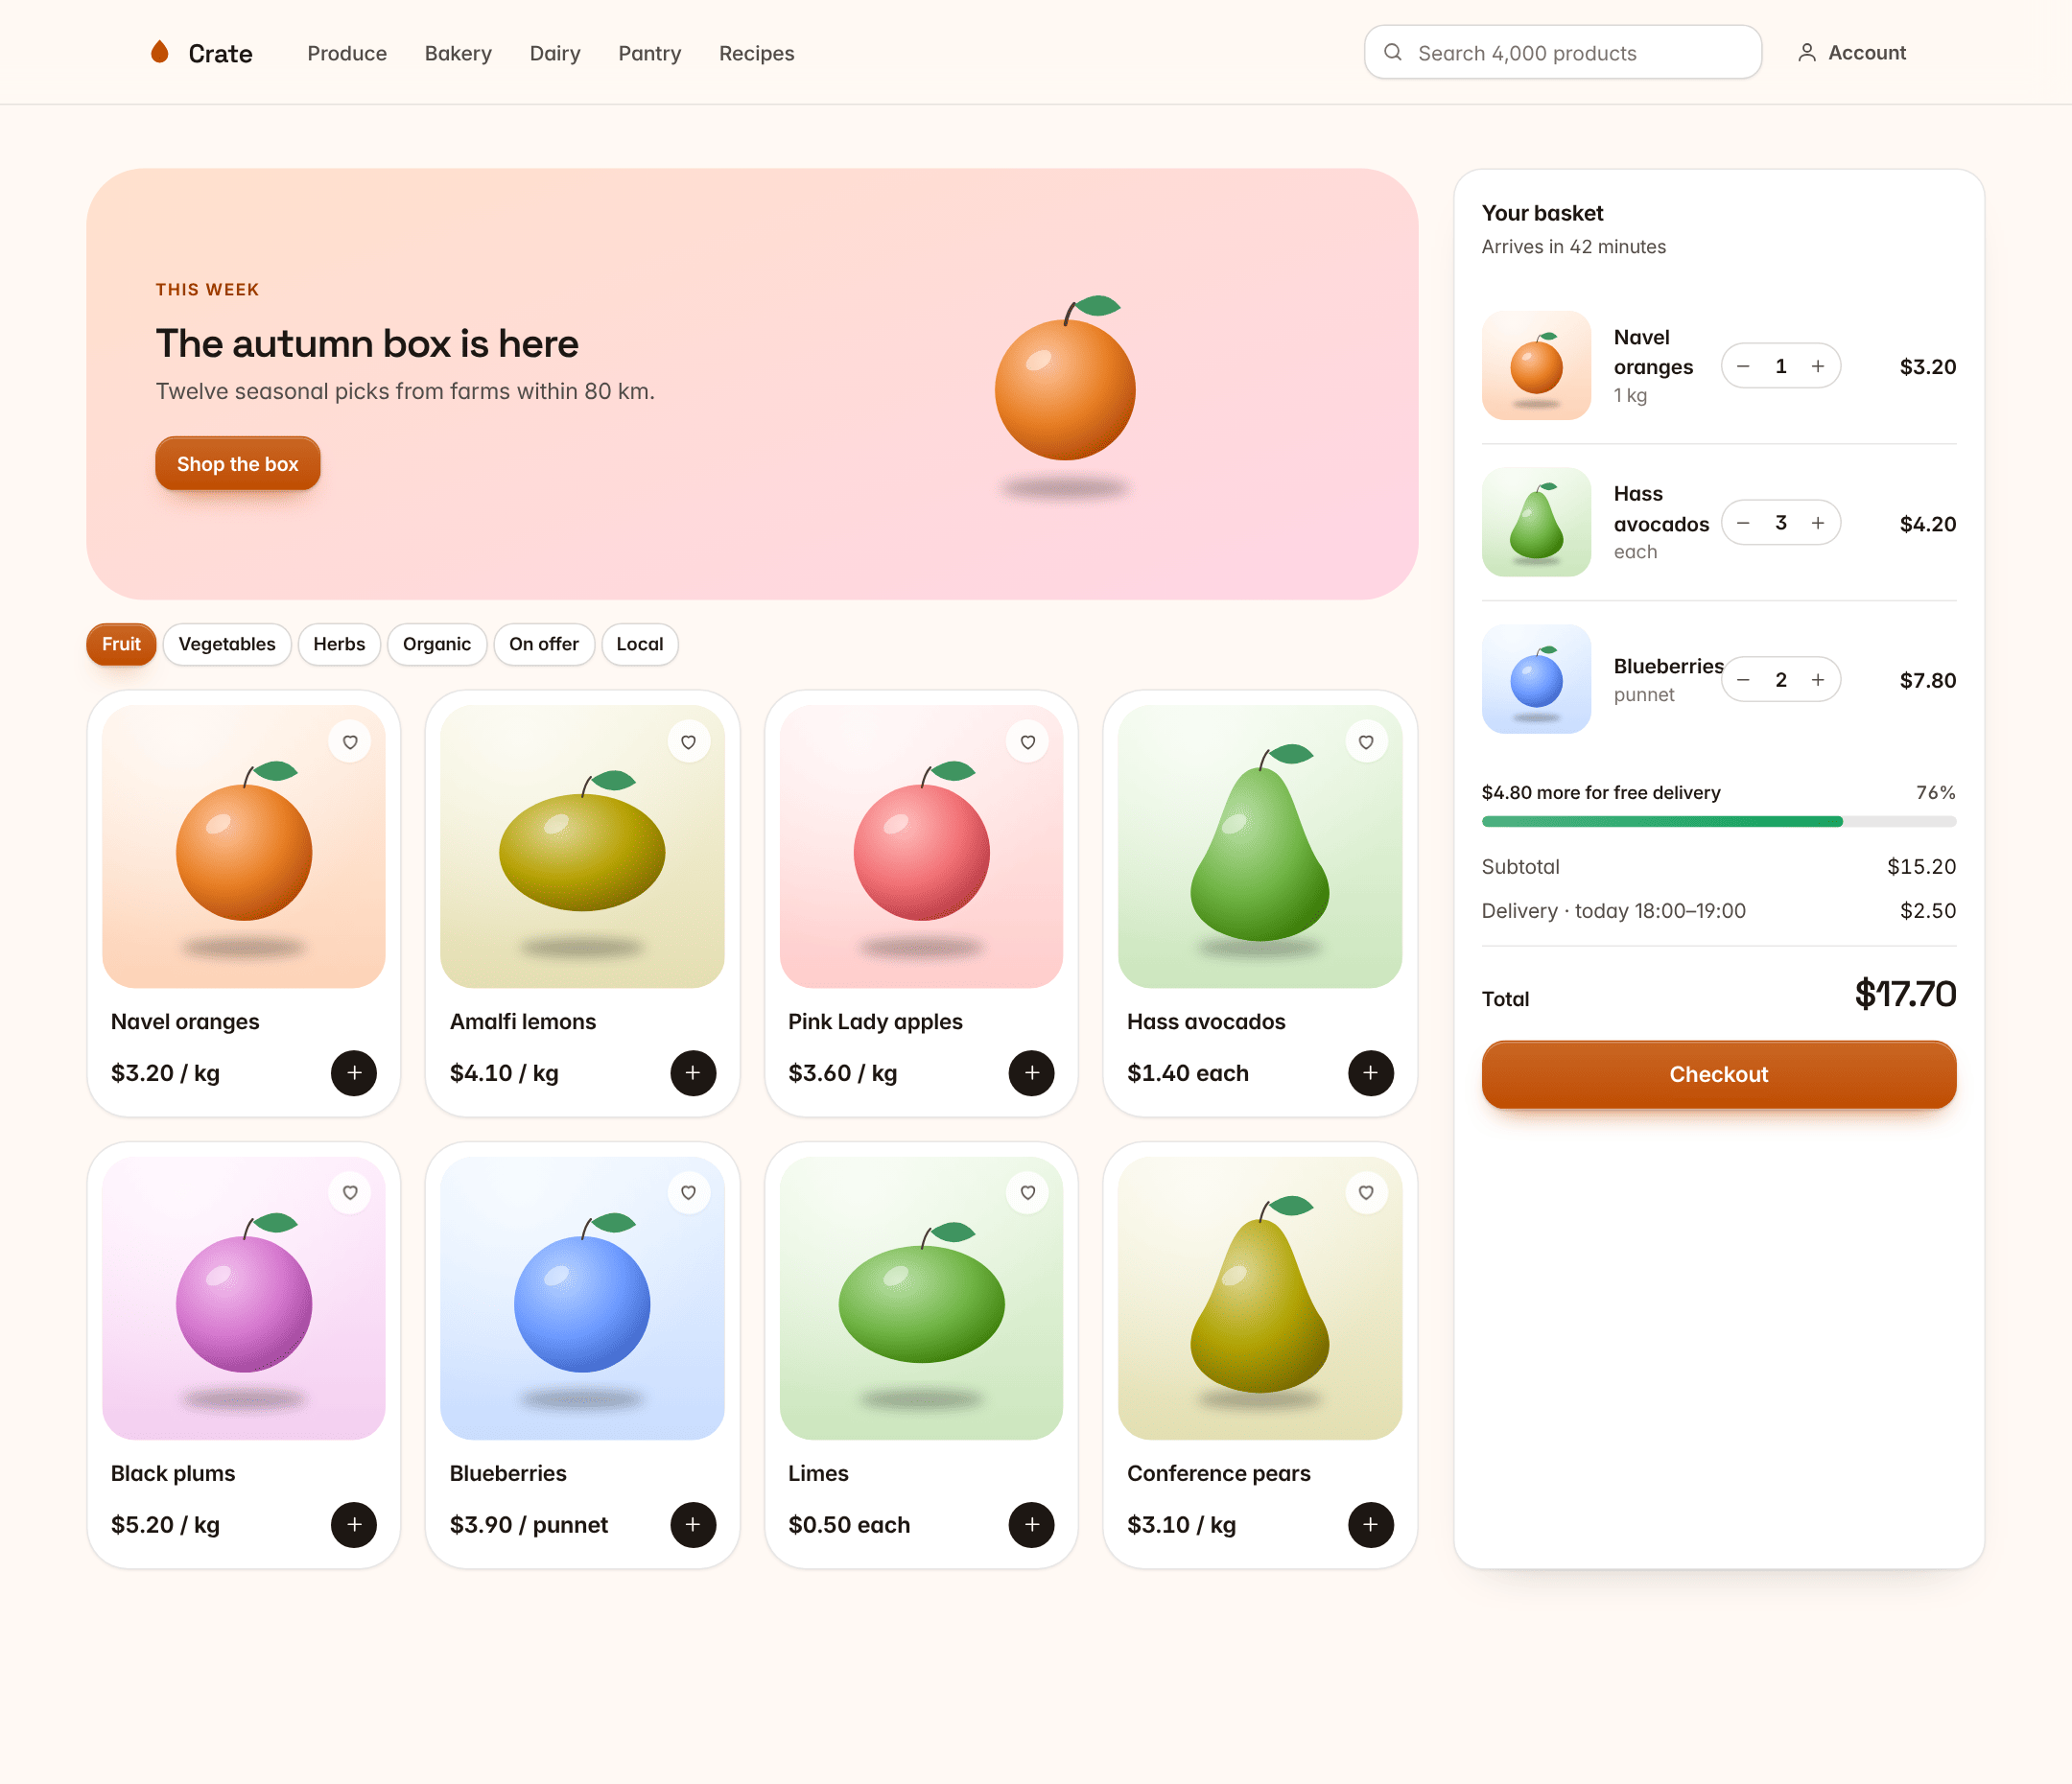 Crate
Produce
Bakery
Dairy
Pantry
Recipes
Search 4,000 products
Account
THIS WEEK
The autumn box is here
Twelve seasonal picks from farms within 80 km.
Shop the box
Fruit
Vegetables
Herbs
Organic
On offer
Local
Navel oranges
$3.20 / kg
Amalfi lemons
$4.10 / kg
Pink Lady apples
$3.60 / kg
Hass avocados
$1.40 each
Black plums
$5.20 / kg
Blueberries
$3.90 / punnet
Limes
$0.50 each
Conference pears
$3.10 / kg
Your basket
Arrives in 42 minutes
Navel
oranges
1 kg
− 1 +
$3.20
Hass
avocados
each
− 3 +
$4.20
Blueberries
punnet
− 2 +
$7.80
$4.80 more for free delivery
76%
Subtotal
$15.20
Delivery · today 18:00–19:00
$2.50
Total
$17.70
Checkout